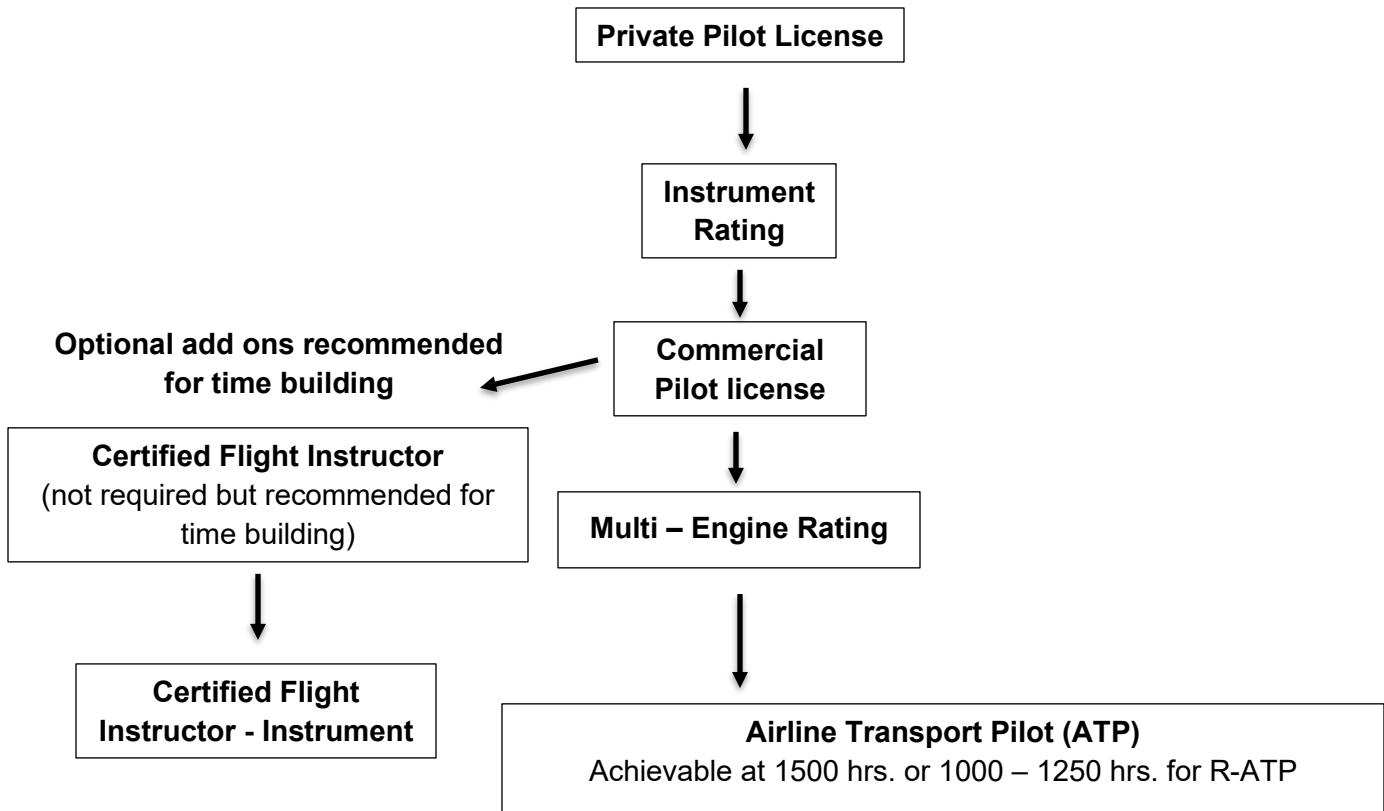 Private Pilot License
Instrument
Rating
Commercial
Pilot license
Optional add ons recommended
for time building
Certified Flight Instructor
(not required but recommended for
time building)
Multi – Engine Rating
Certified Flight
Instructor - Instrument
Airline Transport Pilot (ATP)
Achievable at 1500 hrs. or 1000 – 1250 hrs. for R-ATP